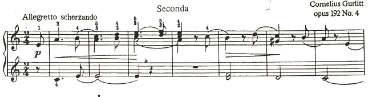 Seconda
Cornelius Gurlitt
opus 192 No. 4
Allegretto scherzando
p